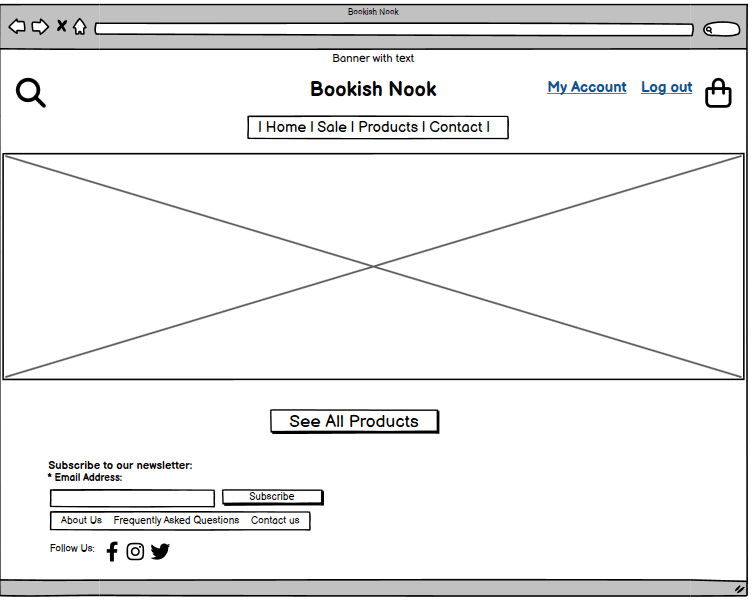 Bookish Nook
Banner with text
Bookish Nook
My Account Log out
| Home | Sale | Products | Contact |
See All Products
Subscribe to our newsletter:
* Email Address:
Subscribe
About Us Frequently Asked Questions Contact us
Follow Us: